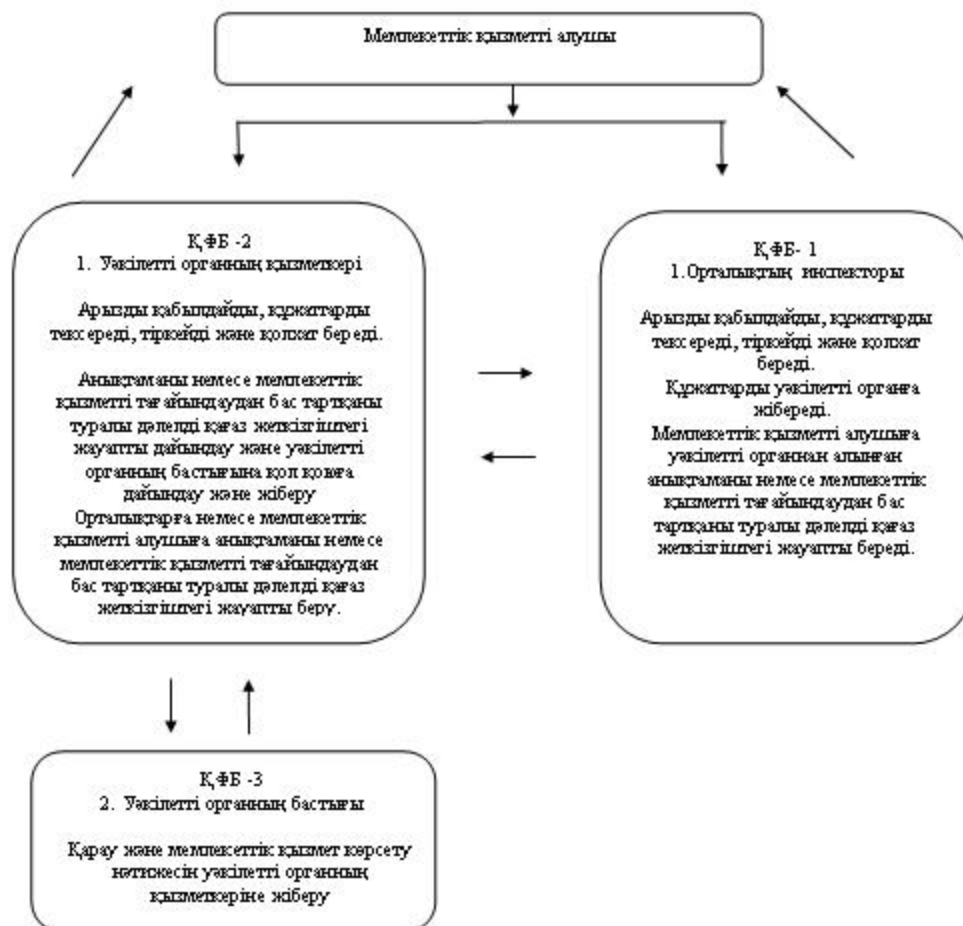 Мемлекеттік қызметті алушы
ҚФБ -2
1. Уәкілетті органның қызметкері
Арызды қабылдайды, құжаттарды
тексереді, тіркейді және қолхат береді.
Анықтаманы немесе мемлекеттік
қызметті тағайындаудан бас тартқаны
туралы дәлелді қағаз жеткізгіштегі
жауапты дайындау және уәкілетті
органның бастығына қол қоюға
дайындау және жіберу
Орталықтарға немесе мемлекеттік
қызметті алушыға анықтаманы немесе
мемлекеттік қызметті тағайындаудан
бас тартқаны туралы дәлелді қағаз
жеткізгіштегі жауапты беру.
ҚФБ- 1
1.Орталықтың инспекторы
Арызды қабылдайды, құжаттарды
тексереді, тіркейді және қолхат
береді.
Құжаттарды уәкілетті органға
жібереді.
Мемлекеттік қызметті алушыға
уәкілетті органнан алынған
анықтаманы немесе мемлекеттік
қызметті тағайындаудан бас
тартқаны туралы дәлелді қағаз
жеткізгіштегі жауапты береді.
ҚФБ -3
2. Уәкілетті органның бастығы
Қарау және мемлекеттік қызмет көрсету
нәтижесін уәкілетті органның
қызметкеріне жіберу